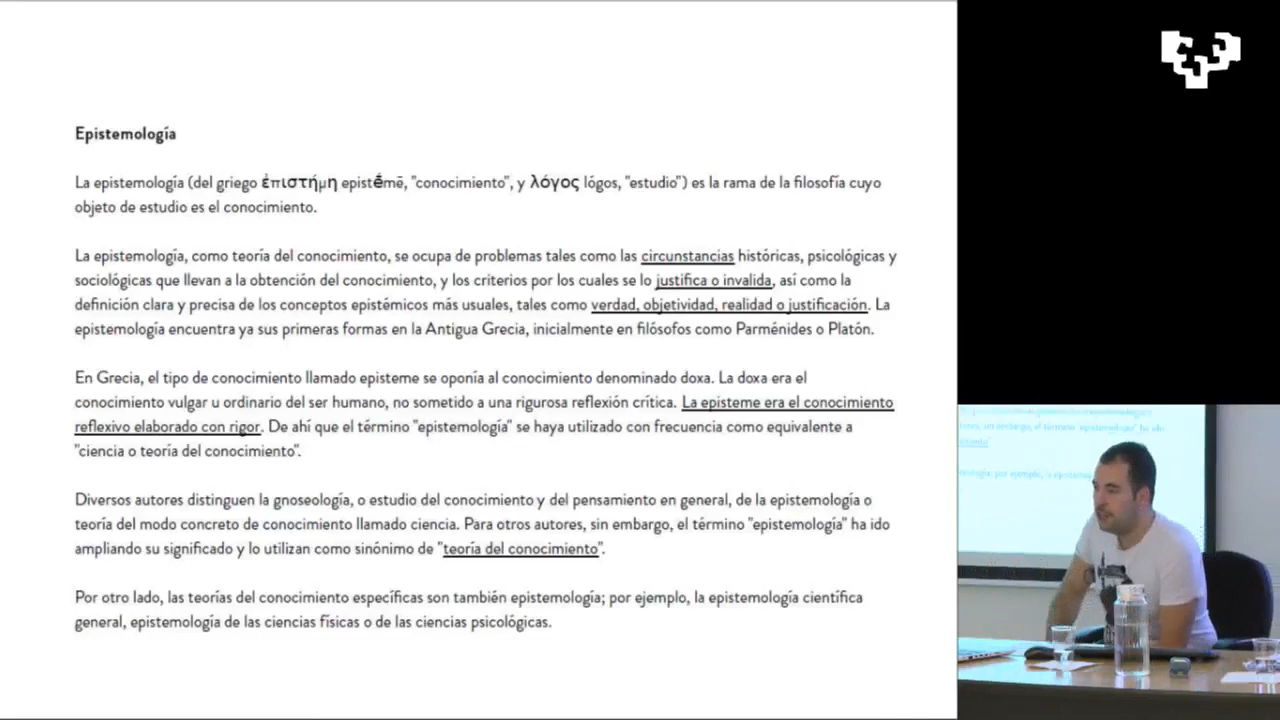 Epistemología
La epistemología (del griego ἐπιστήμη epistḗmē, "conocimiento", y λόγος lógos, "estudio") es la rama de la filosofía cuyo
objeto de estudio es el conocimiento.
La epistemología, como teoría del conocimiento, se ocupa de problemas tales como las circunstancias históricas, psicológicas y
sociológicas que llevan a la obtención del conocimiento, y los criterios por los cuales se lo justifica o invalida, así como la
definición clara y precisa de los conceptos epistémicos más usuales, tales como verdad, objetividad, realidad o justificación. La
epistemología encuentra ya sus primeras formas en la Antigua Grecia, inicialmente en filósofos como Parménides o Platón.
En Grecia, el tipo de conocimiento llamado episteme se oponía al conocimiento denominado doxa. La doxa era el
conocimiento vulgar u ordinario del ser humano, no sometido a una rigurosa reflexión crítica. La episteme era el conocimiento
reflexivo elaborado con rigor. De ahí que el término "epistemología" se haya utilizado con frecuencia como equivalente a
"ciencia o teoría del conocimiento".
Diversos autores distinguen la gnoseología, o estudio del conocimiento y del pensamiento en general, de la epistemología o
teoría del modo concreto de conocimiento llamado ciencia. Para otros autores, sin embargo, el término "epistemología" ha ido
ampliando su significado y lo utilizan como sinónimo de "teoría del conocimiento".
Por otro lado, las teorías del conocimiento específicas son también epistemología; por ejemplo, la epistemología científica
general, epistemología de las ciencias físicas o de las ciencias psicológicas.